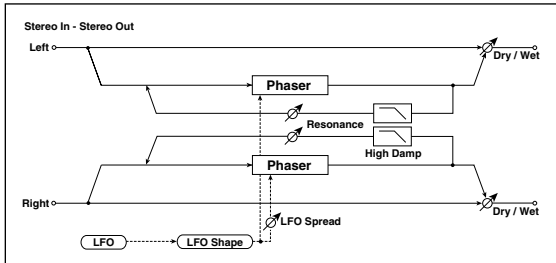 Stereo In - Stereo Out
Left
Dry / Wet
Phaser
Resonance
High Damp
Phaser
Right
Dry / Wet
LFO Spread
LFO
LFO Shape